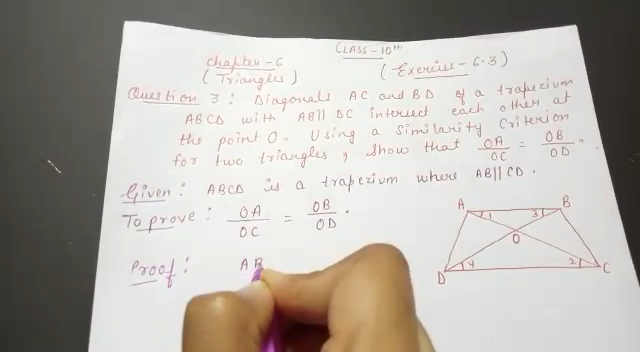 CLASS-10th
Chapter-6
(Triangles)
(Exercise-6.3)
Question 3: Diagonals AC and BD of a trapezium
ABCD with AB||DC intersect each other at
the point O. Using a Similarity Criterion
for two triangles, Show that OA/OC = OB/OD.
Given: ABCD is a trapezium where AB||CD.
To prove: OA/OC = OB/OD.
Proof: AB
A B
1 3
O
4 2
D C